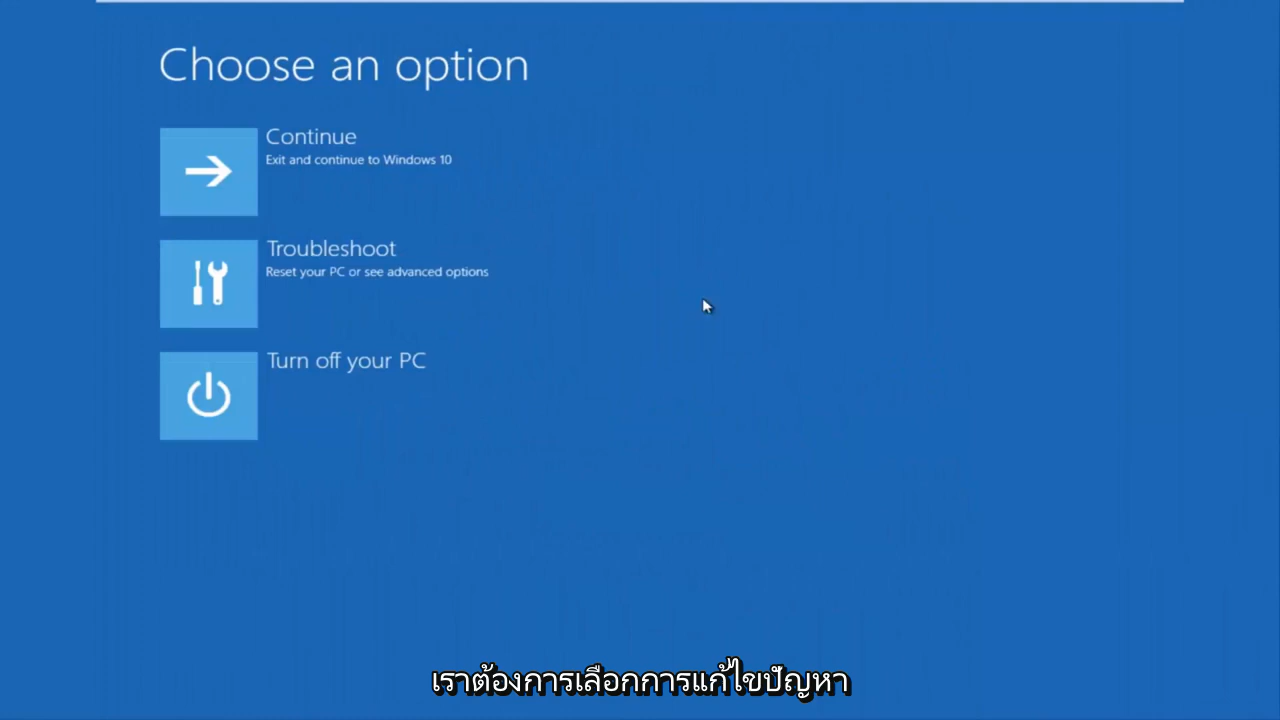 Choose an option
Continue
Exit and continue to Windows 10
Troubleshoot
Reset your PC or see advanced options
Turn off your PC
เราต้องการเลือกการแก้ไขปัญหา